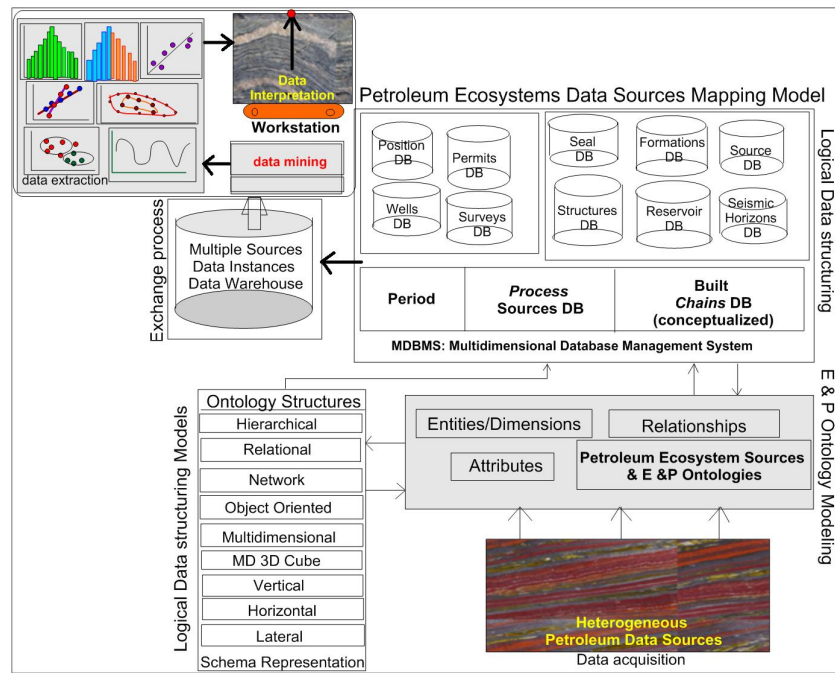 Data
Interpretation
Workstation
data mining
data extraction
Exchange process
Multiple Sources
Data Instances
Data Warehouse
Petroleum Ecosystems Data Sources Mapping Model
Position
DB
Permits
DB
Wells
DB
Surveys
DB
Seal
DB
Formations
DB
Source
DB
Structures
DB
Reservoir
DB
Seismic
Horizons
DB
Logical Data structuring
Period
Process
Sources DB
Built
Chains DB
(conceptualized)
MDBMS: Multidimensional Database Management System
Logical Data structuring Models
Ontology Structures
Hierarchical
Relational
Network
Object Oriented
Multidimensional
MD 3D Cube
Vertical
Horizontal
Lateral
Schema Representation
Entities/Dimensions
Relationships
Attributes
Petroleum Ecosystem Sources
& E &P Ontologies
E & P Ontology Modeling
Heterogeneous
Petroleum Data Sources
Data acquisition